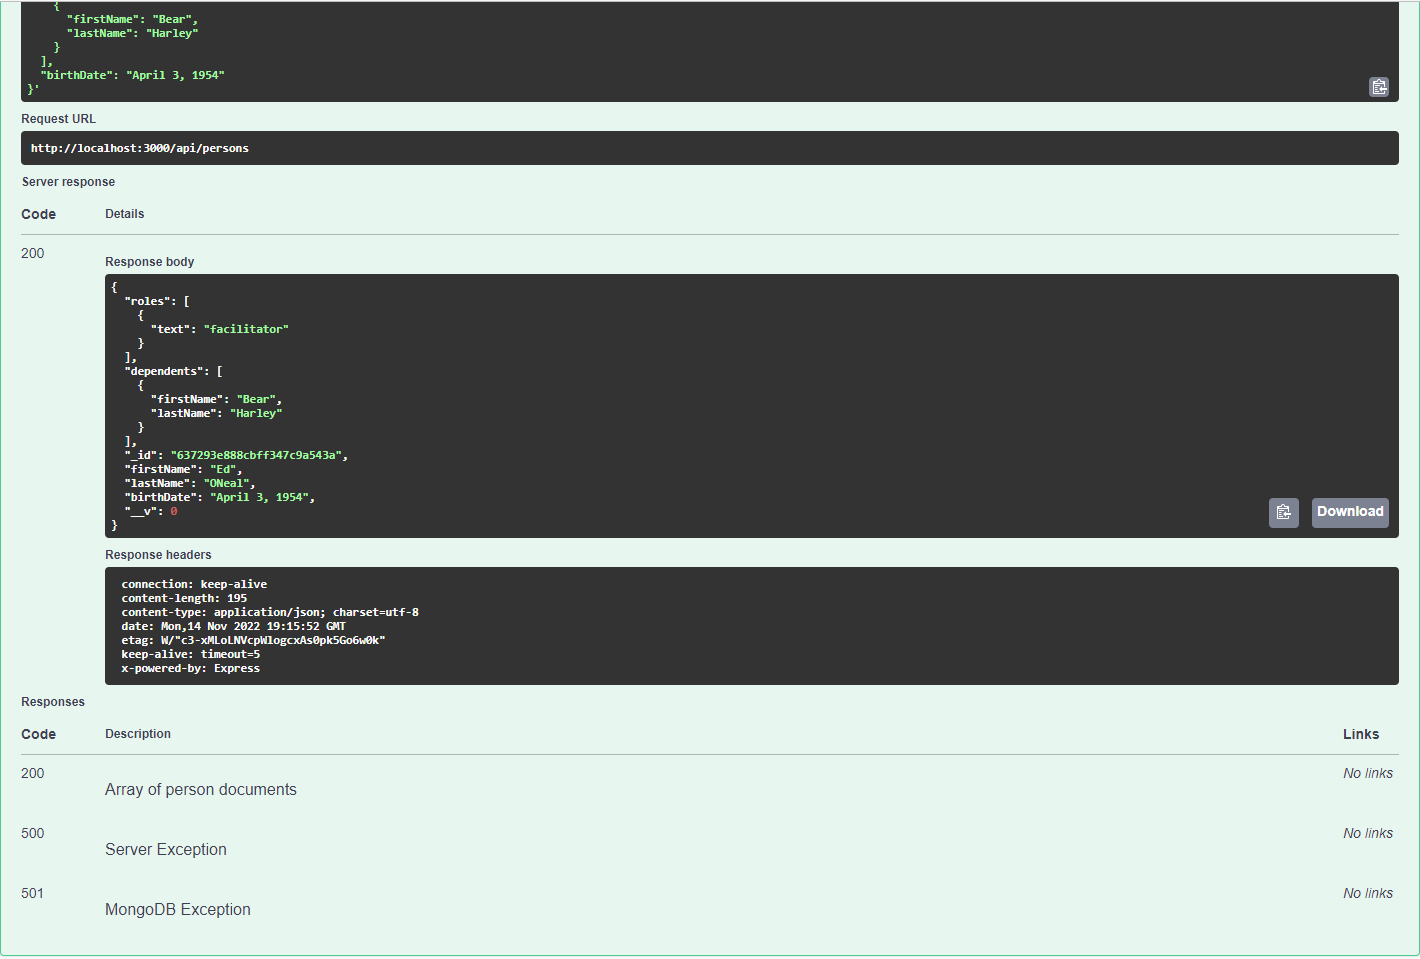 {
"firstName": "Bear",
"lastName": "Harley"
}
],
"birthDate": "April 3, 1954"
}'
Request URL
http://localhost:3000/api/persons
Server response
Code Details
200
Response body
{
"roles": [
{
"text": "facilitator"
}
],
"dependents": [
{
"firstName": "Bear",
"lastName": "Harley"
}
],
"_id": "637293e888cbff347c9a543a",
"firstName": "Ed",
"lastName": "ONeal",
"birthDate": "April 3, 1954",
"__v": 0
}
Download
Response headers
connection: keep-alive
content-length: 195
content-type: application/json; charset=utf-8
date: Mon,14 Nov 2022 19:15:52 GMT
etag: W/"c3-xMLoLNVcpWlogcxAs0pk5Go6w0k"
keep-alive: timeout=5
x-powered-by: Express
Responses
Code Description Links
200 No links
Array of person documents
500 No links
Server Exception
501 No links
MongoDB Exception